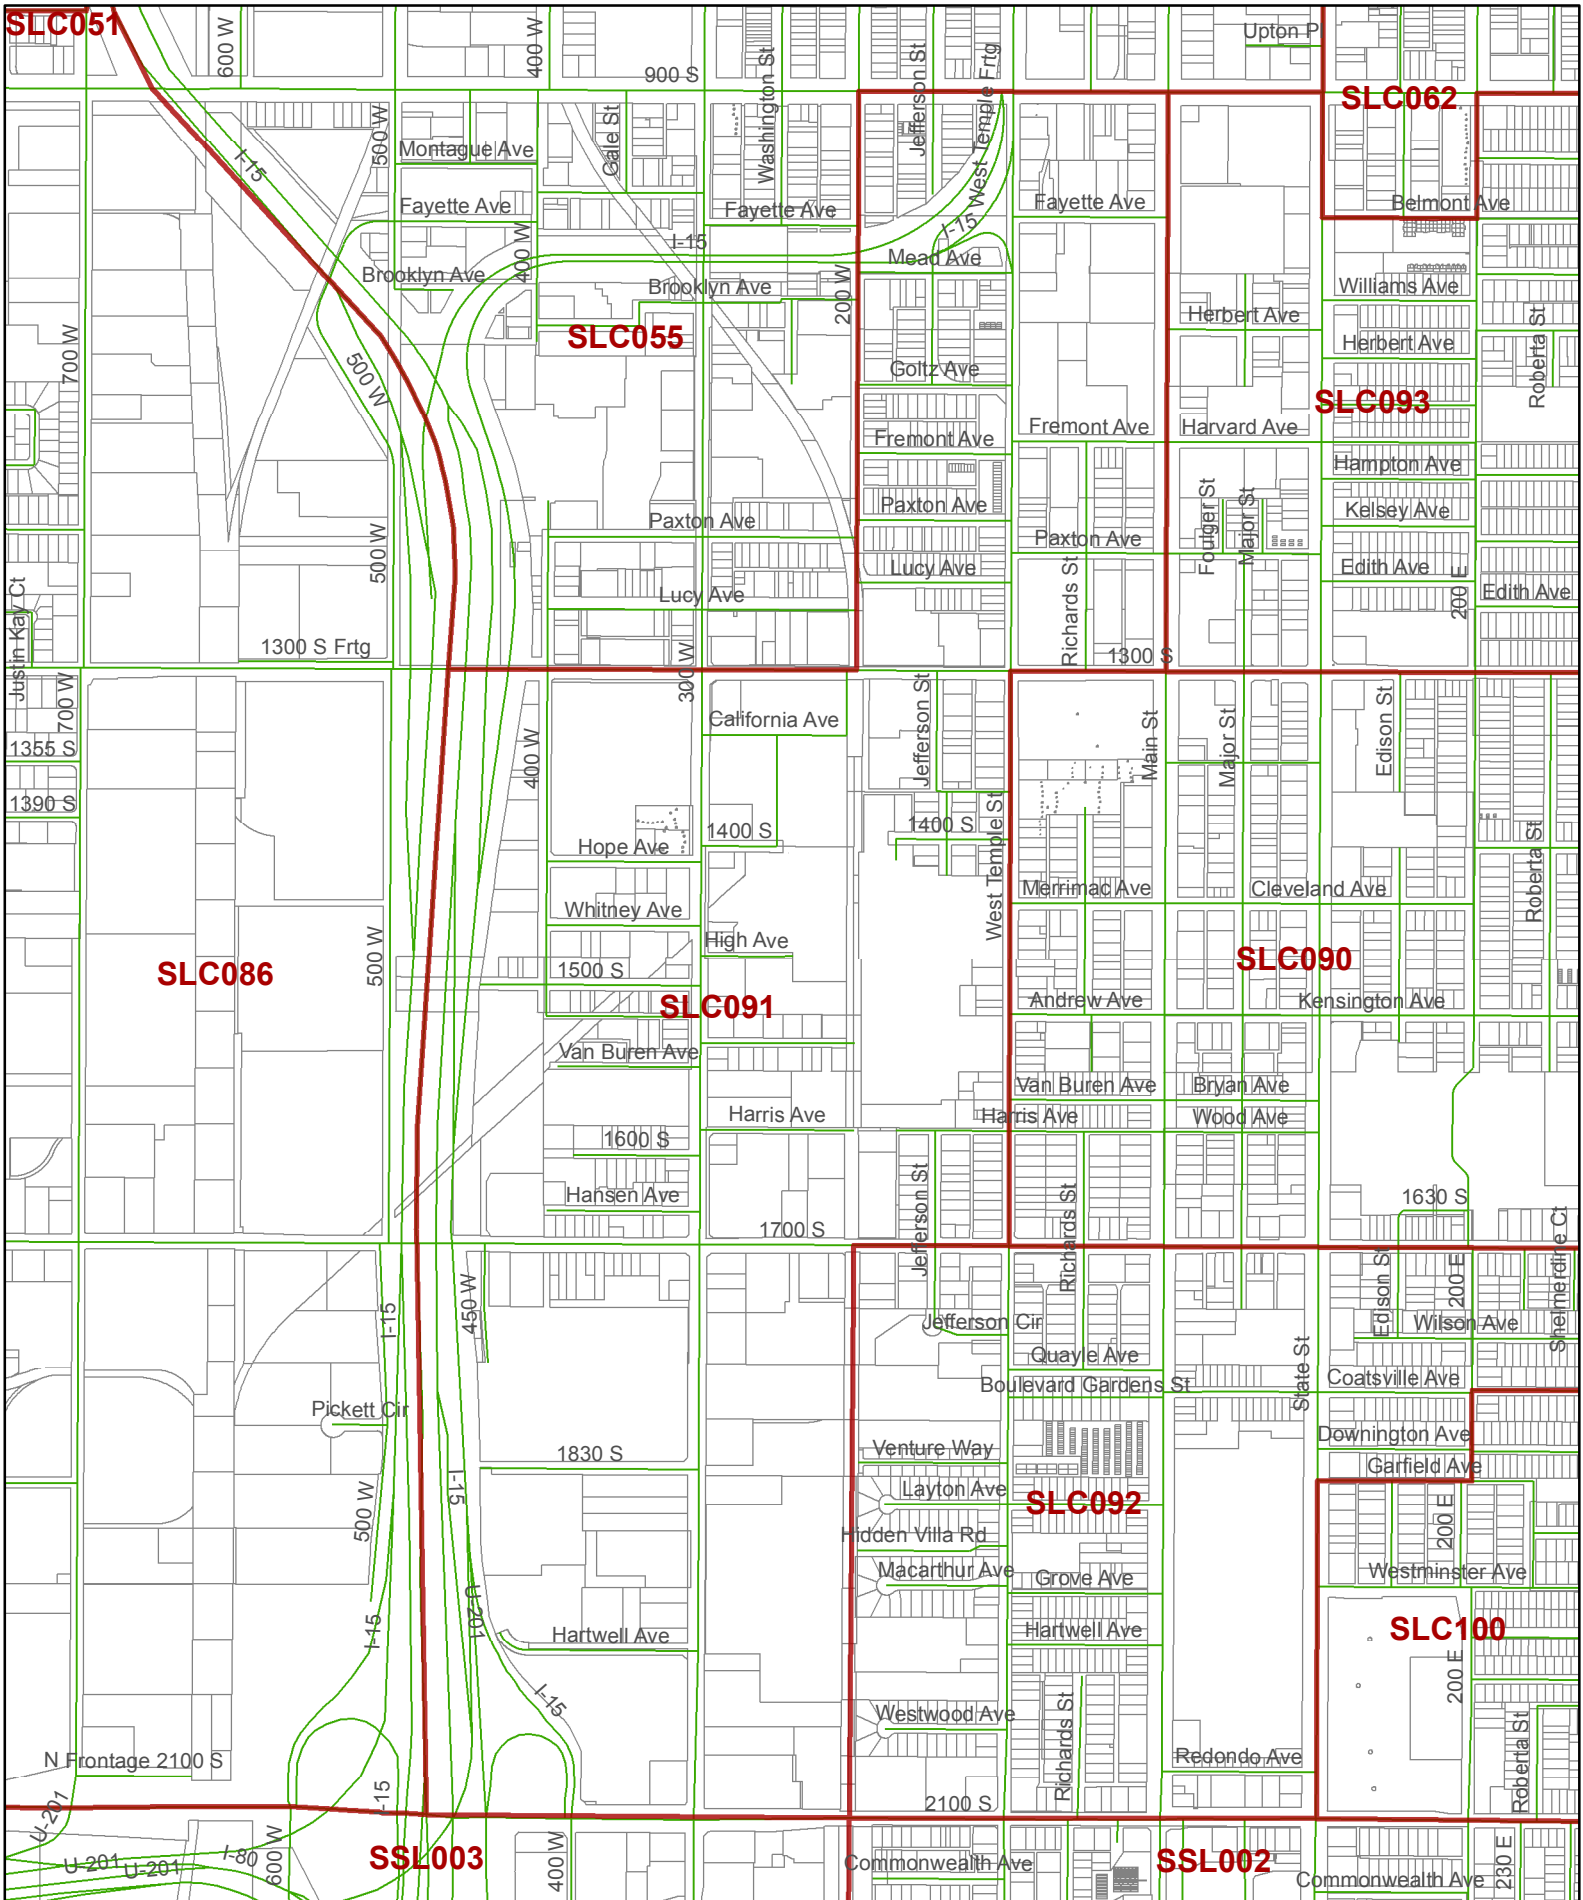 SLC051
600 W
400 W
900 S
Washington St
Jefferson St
West Temple Frtg
Upton Pl
SLC062
I-15
500 W
Montague Ave
Gale St
Fayette Ave
Fayette Ave
Fayette Ave
Belmont Ave
400 W
I-15
I-15
Mead Ave
Brooklyn Ave
Brooklyn Ave
200 W
Williams Ave
Herbert Ave
Herbert Ave
SLC055
700 W
500 W
Goltz Ave
Roberta St
SLC093
Fremont Ave
Fremont Ave
Harvard Ave
Hampton Ave
Paxton Ave
Paxton Ave
Paxton Ave
Foulger St
Major St
Kelsey Ave
500 W
Lucy Ave
Lucy Ave
Richards St
Edith Ave
200 E
Edith Ave
Justin Kay Ct
1300 S Frtg
300 W
1300 S
700 W
California Ave
Jefferson St
Main St
Major St
Edison St
1355 S
400 W
1390 S
1400 S
1400 S
Hope Ave
West Temple St
Roberta St
Merrimac Ave
Cleveland Ave
Whitney Ave
High Ave
500 W
SLC086
1500 S
SLC090
SLC091
Andrew Ave
Kensington Ave
Van Buren Ave
Van Buren Ave
Bryan Ave
Harris Ave
Harris Ave
Wood Ave
1600 S
Hansen Ave
Jefferson St
Richards St
1630 S
1700 S
Shelmerdine Ct
I-15
450 W
Edison St
200 E
Jefferson Cir
Wilson Ave
Quayle Ave
State St
Boulevard Gardens St
Coatsville Ave
Pickett Cir
Downington Ave
1830 S
Venture Way
Garfield Ave
I-15
Layton Ave
500 W
SLC092
200 E
Hidden Villa Rd
Macarthur Ave
Grove Ave
Westminster Ave
I-15
U-201
Hartwell Ave
Hartwell Ave
SLC100
200 E
I-15
Westwood Ave
Richards St
Roberta St
N Frontage 2100 S
Redondo Ave
I-15
2100 S
U-201
SSL003
SSL002
U-201
U-201
I-80
600 W
400 W
Commonwealth Ave
Commonwealth Ave
230 E